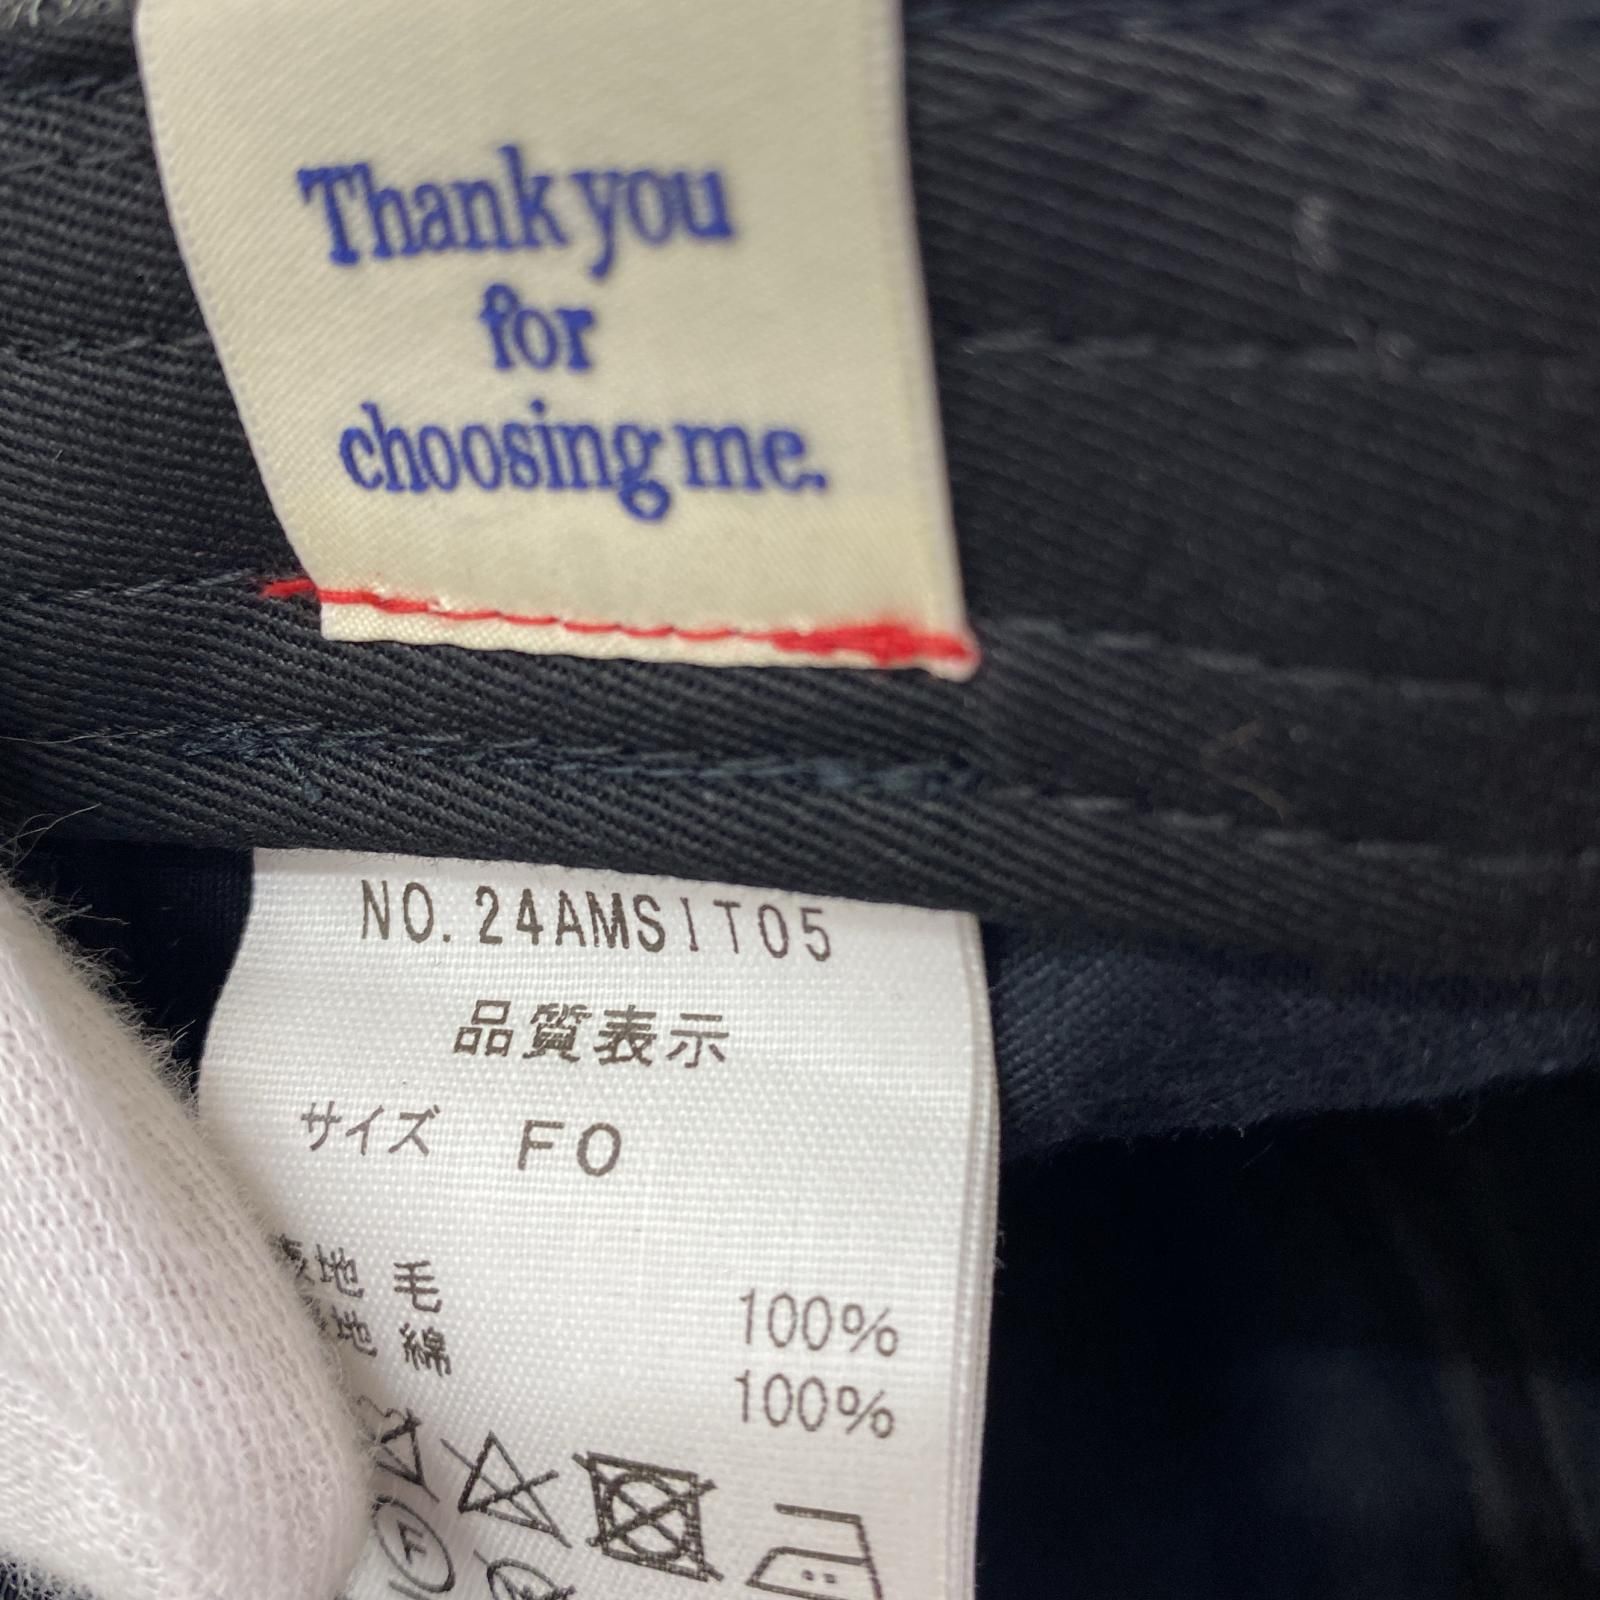 Thank you
for
choosing me.
NO. 24AMSIT05
品質表示
サイズ FO
表地 毛 100%
地 綿 100%